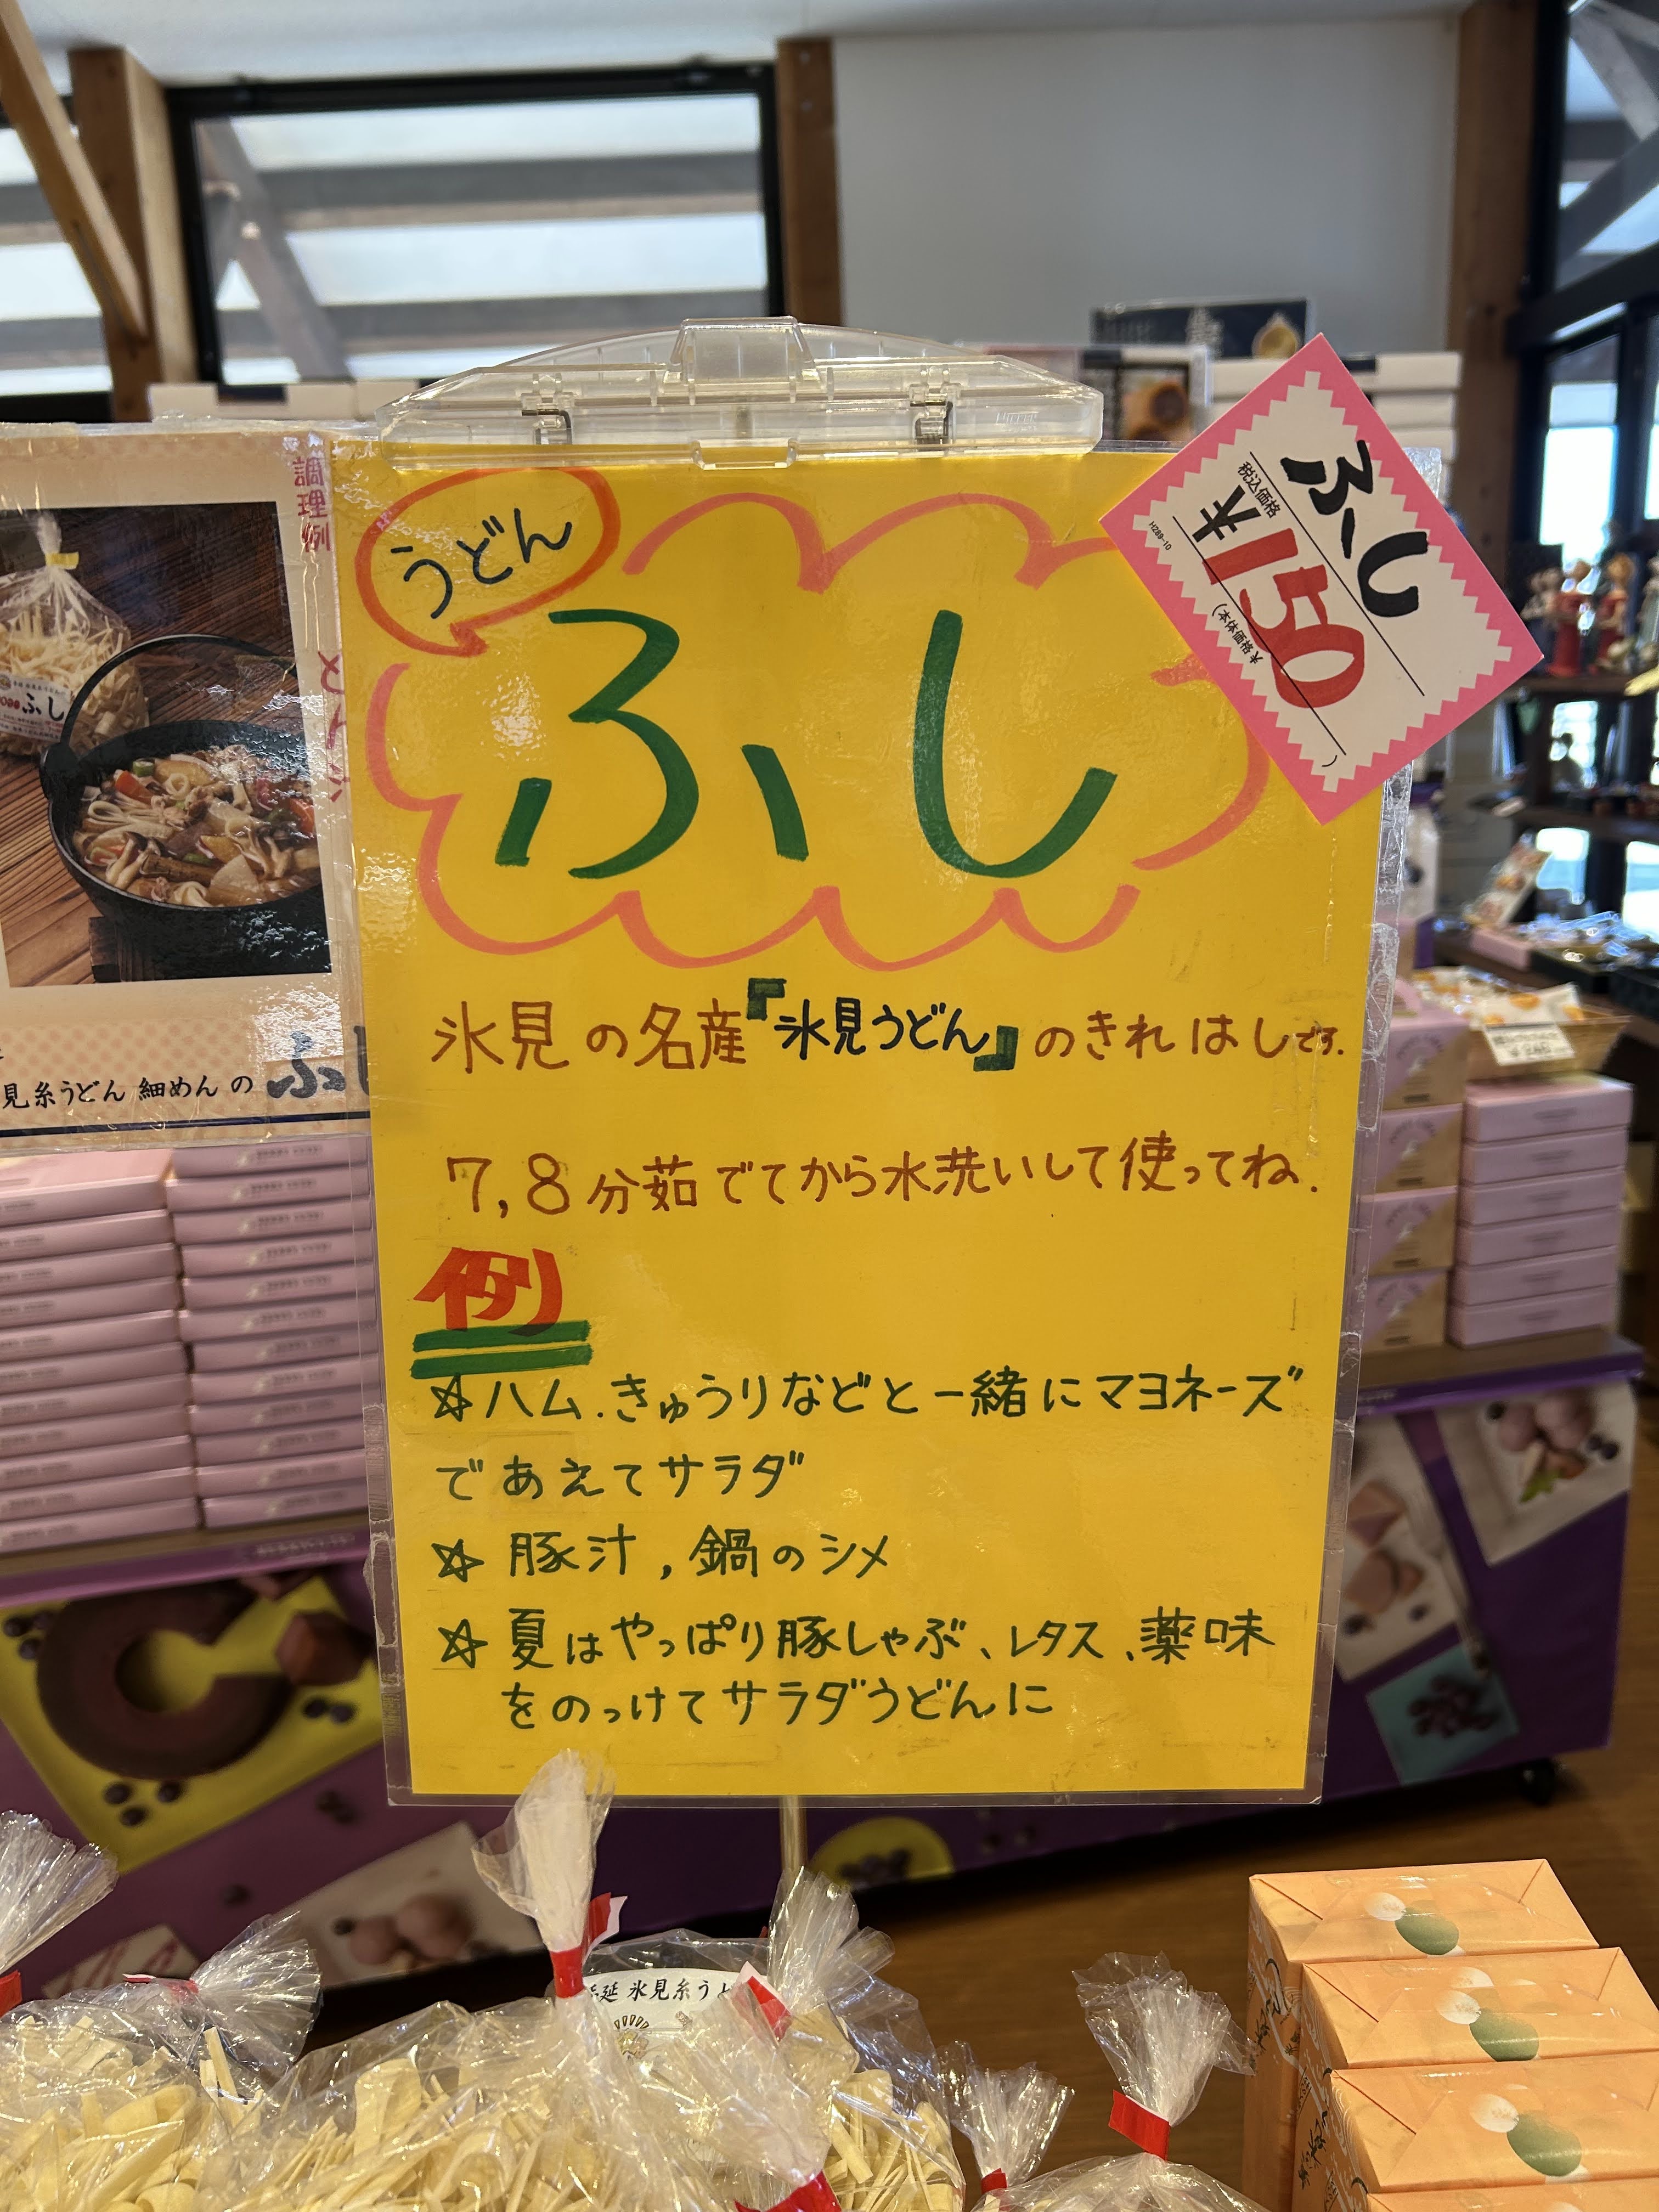 うどん
ふし
ふーし
税込価格
¥150
(本体価格¥
H289-10
氷見の名産『氷見うどん』のきれはしです.
7,8分茹でてから水洗いして使ってね.
例
☆ハム.きゅうりなどと一緒にマヨネーズ
であえてサラダ
☆豚汁,鍋のシメ
☆夏はやっぱり豚しゃぶ、レタス、薬味
をのっけてサラダうどんに
調理例
ふし
見糸うどん 細めん の ふし
延 氷見糸うど